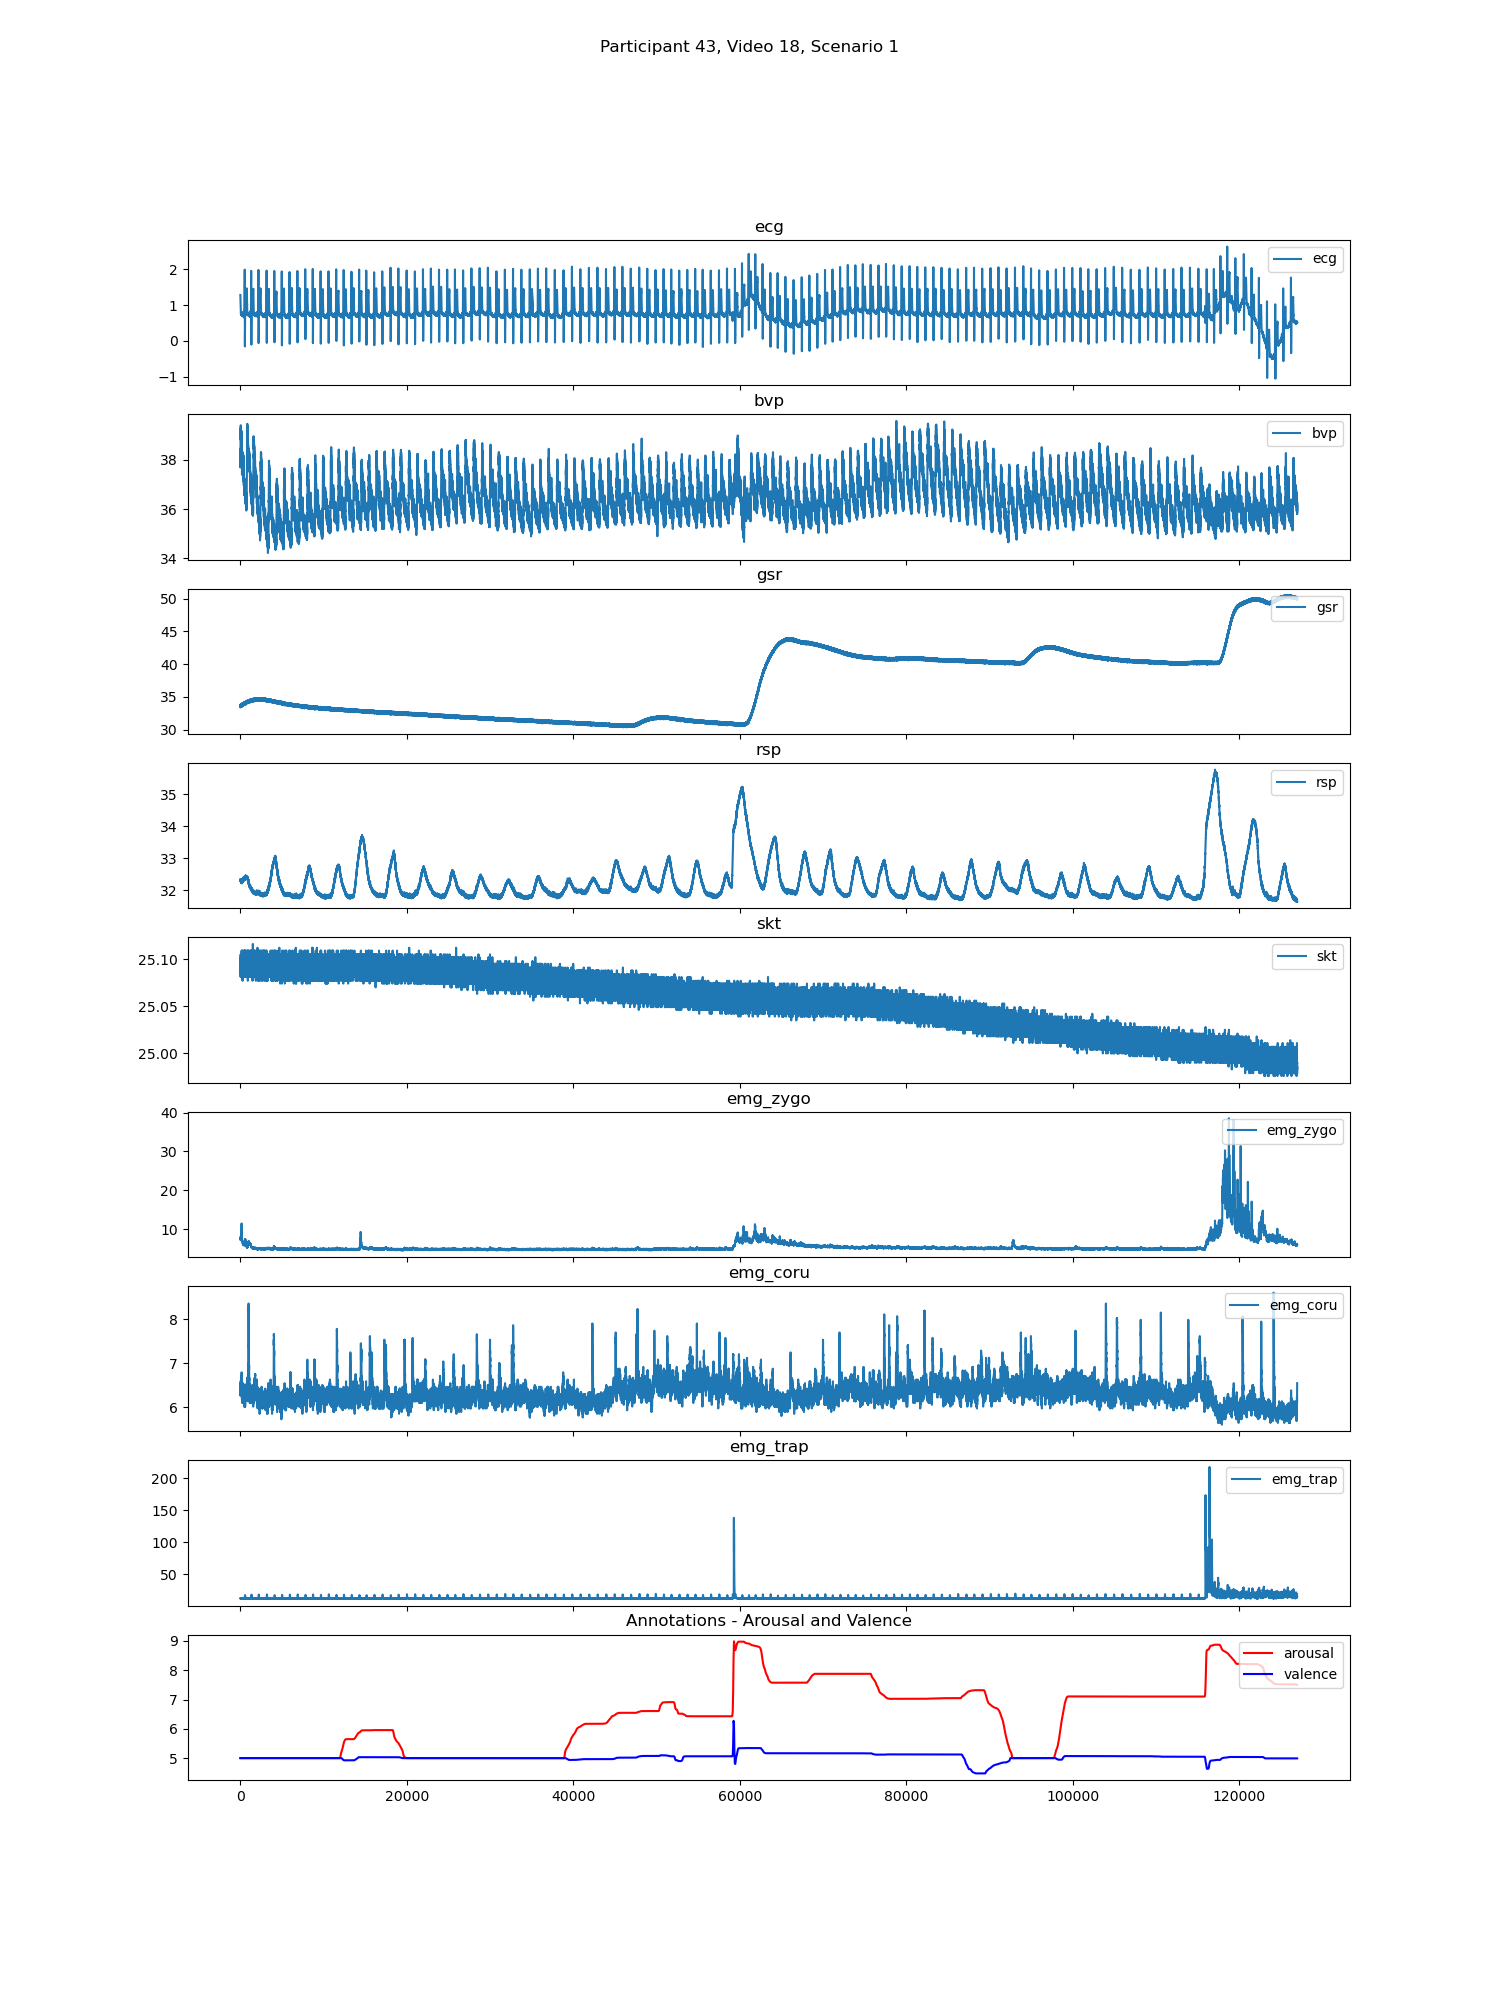 Participant 43, Video 18, Scenario 1
ecg
2
1
0
−1
ecg
bvp
38
36
34
bvp
gsr
50
45
40
35
30
gsr
rsp
35
34
33
32
rsp
skt
25.10
25.05
25.00
skt
emg_zygo
40
30
20
10
emg_zygo
emg_coru
8
7
6
emg_coru
emg_trap
200
150
100
50
emg_trap
Annotations - Arousal and Valence
9
8
7
6
5
arousal
valence
0 20000 40000 60000 80000 100000 120000